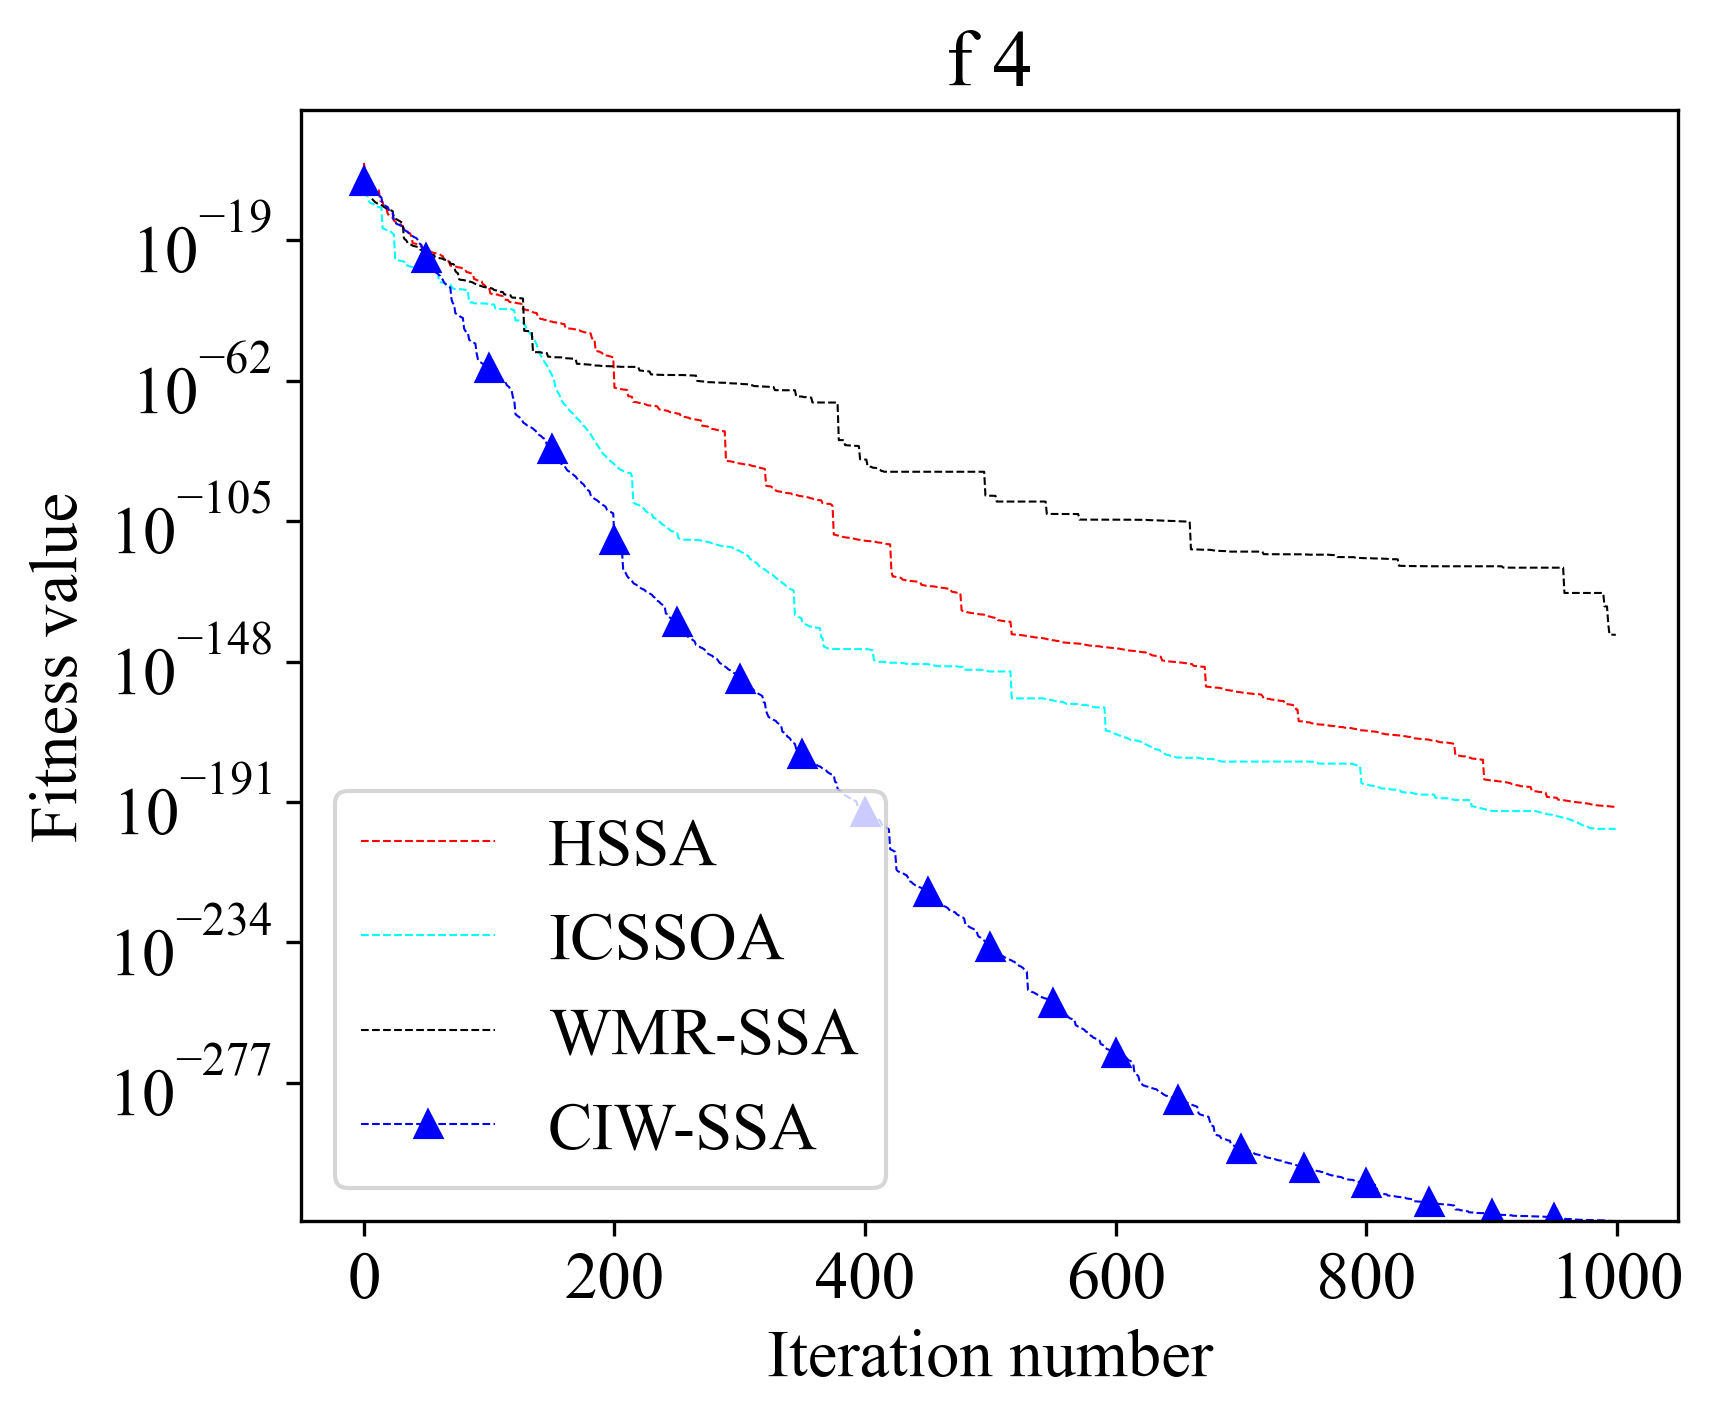 f 4
Fitness value
10^−19
10^−62
10^−105
10^−148
10^−191
10^−234
10^−277
HSSA
ICSSOA
WMR-SSA
CIW-SSA
0 200 400 600 800 1000
Iteration number